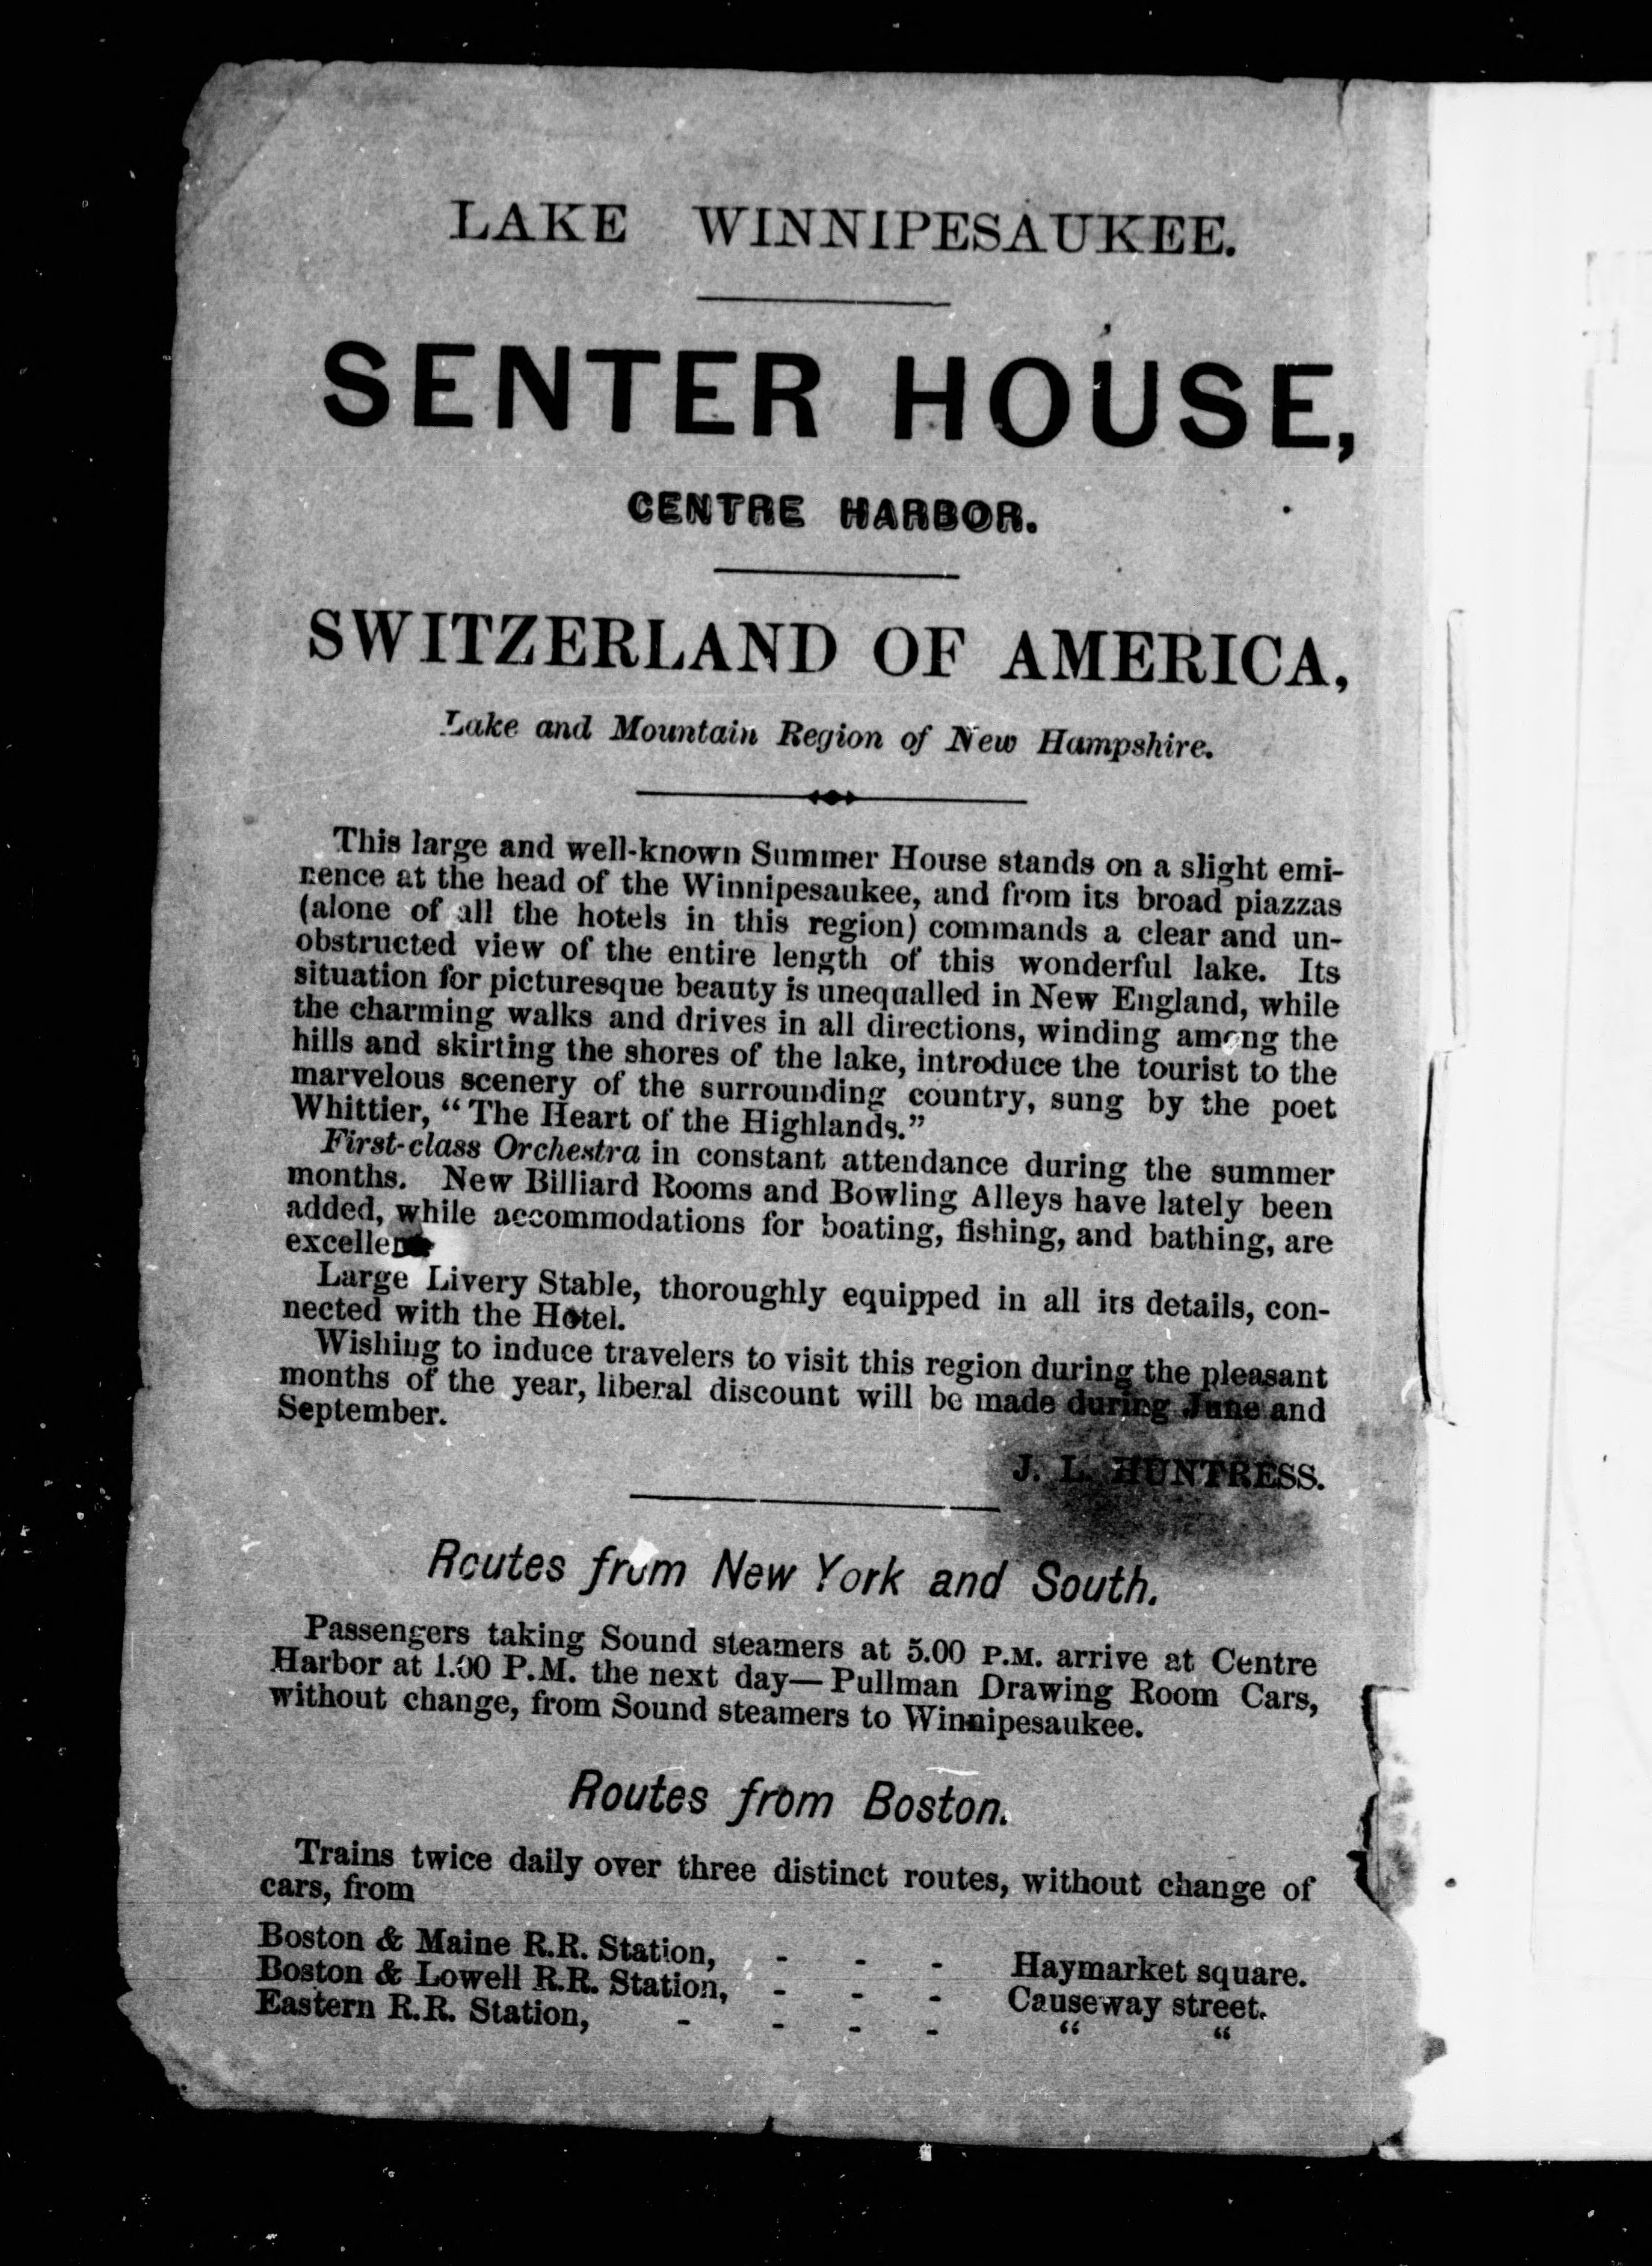 LAKE WINNIPESAUKEE.
SENTER HOUSE,
CENTRE HARBOR.
SWITZERLAND OF AMERICA,
Lake and Mountain Region of New Hampshire.
This large and well-known Summer House stands on a slight emi-
nence at the head of the Winnipesaukee, and from its broad piazzas
(alone of all the hotels in this region) commands a clear and un-
obstructed view of the entire length of this wonderful lake. Its
situation for picturesque beauty is unequalled in New England, while
the charming walks and drives in all directions, winding among the
hills and skirting the shores of the lake, introduce the tourist to the
marvelous scenery of the surrounding country, sung by the poet
Whittier, “The Heart of the Highlands.”
First-class Orchestra in constant attendance during the summer
months. New Billiard Rooms and Bowling Alleys have lately been
added, while accommodations for boating, fishing, and bathing, are
excellent
Large Livery Stable, thoroughly equipped in all its details, con-
nected with the Hotel.
Wishing to induce travelers to visit this region during the pleasant
months of the year, liberal discount will be made during June and
September.
J. L. HUNTRESS.
Routes from New York and South.
Passengers taking Sound steamers at 5.00 P.M. arrive at Centre
Harbor at 1.00 P.M. the next day—Pullman Drawing Room Cars,
without change, from Sound steamers to Winnipesaukee.
Routes from Boston.
Trains twice daily over three distinct routes, without change of
cars, from
Boston & Maine R.R. Station, - - - Haymarket square.
Boston & Lowell R.R. Station, - - - Causeway street.
Eastern R.R. Station, - - - - “ “